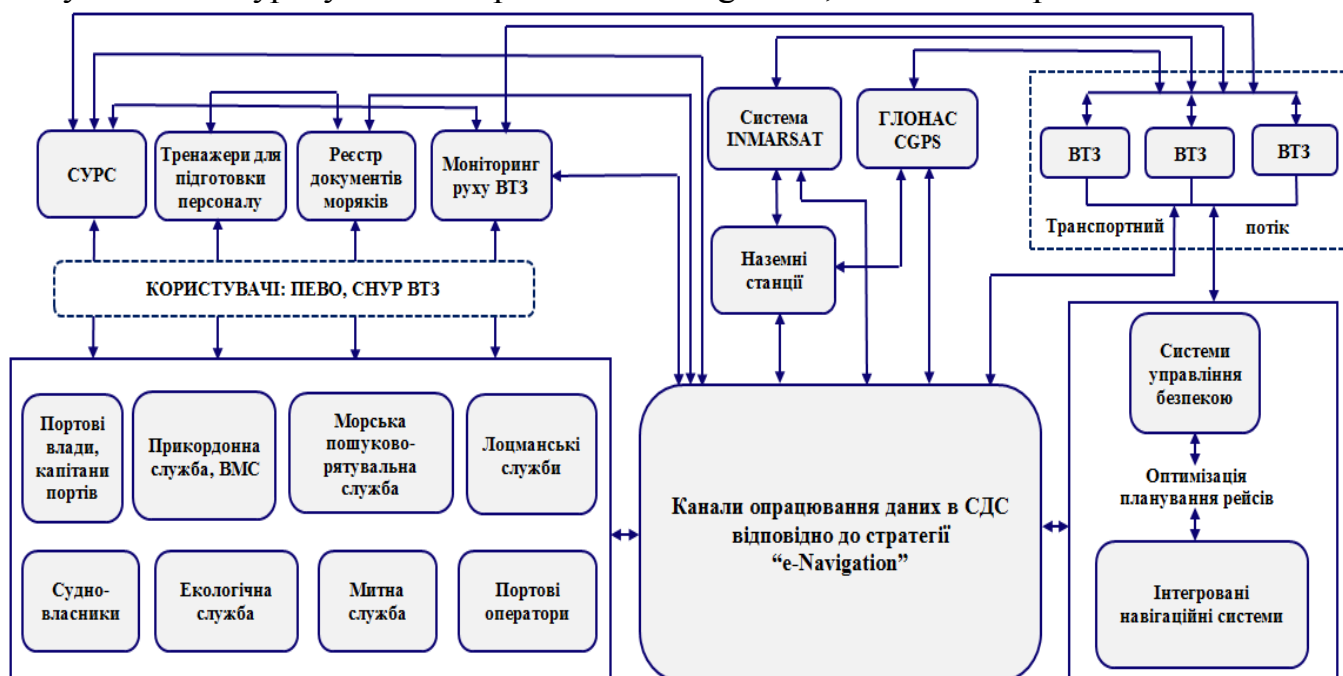 СУРС
Тренажери для
підготовки
персоналу
Реєстр
документів
моряків
Моніторинг
руху ВТЗ
Система
INMARSAT
ГЛОНАС
CGPS
ВТЗ
ВТЗ
ВТЗ
Транспортний
потік
Наземні
станції
КОРИСТУВАЧІ: ПЕВО, СНУР ВТЗ
Портові
влади,
капітани
портів
Прикордонна
служба, ВМС
Морська
пошуково-
рятувальна
служба
Лоцманські
служби
Судно-
власники
Екологічна
служба
Митна
служба
Портові
оператори
Канали опрацювання даних в СДС
відповідно до стратегії
“e-Navigation”
Системи
управління
безпекою
Оптимізація
планування рейсів
Інтегровані
навігаційні системи